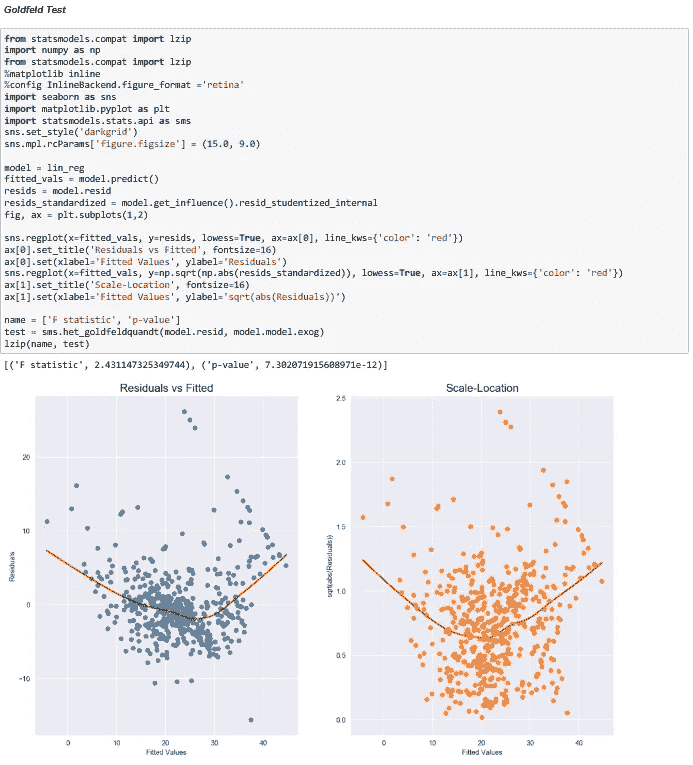 Goldfeld Test
from statsmodels.compat import lzip
import numpy as np
from statsmodels.compat import lzip
%matplotlib inline
%config InlineBackend.figure_format ='retina'
import seaborn as sns
import matplotlib.pyplot as plt
import statsmodels.stats.api as sms
sns.set_style('darkgrid')
sns.mpl.rcParams['figure.figsize'] = (15.0, 9.0)
model = lin_reg
fitted_vals = model.predict()
resids = model.resid
resids_standardized = model.get_influence().resid_studentized_internal
fig, ax = plt.subplots(1,2)
sns.regplot(x=fitted_vals, y=resids, lowess=True, ax=ax[0], line_kws={'color': 'red'})
ax[0].set_title('Residuals vs Fitted', fontsize=16)
ax[0].set(xlabel='Fitted Values', ylabel='Residuals')
sns.regplot(x=fitted_vals, y=np.sqrt(np.abs(resids_standardized)), lowess=True, ax=ax[1], line_kws={'color': 'red'})
ax[1].set_title('Scale-Location', fontsize=16)
ax[1].set(xlabel='Fitted Values', ylabel='sqrt(abs(Residuals))')
name = ['F statistic', 'p-value']
test = sms.het_goldfeldquandt(model.resid, model.model.exog)
lzip(name, test)
[('F statistic', 2.431147325349744), ('p-value', 7.302071915608971e-12)]
Residuals vs Fitted
20
10
0
-10
Residuals
0 10 20 30 40
Fitted Values
Scale-Location
2.5
2.0
1.5
1.0
0.5
0.0
sqrt(abs(Residuals))
0 10 20 30 40
Fitted Values